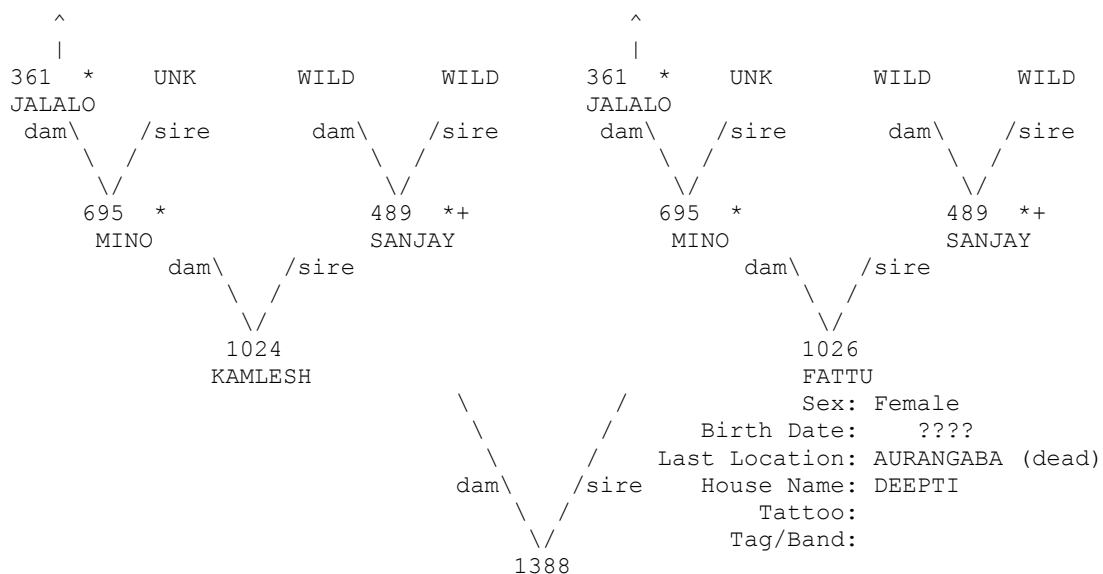 ^ ^
| |
361 * UNK WILD WILD 361 * UNK WILD WILD
JALALO JALALO
dam\ /sire dam\ /sire dam\ /sire dam\ /sire
\ / \ / \ / \ /
\/ \/ \/ \/
695 * 489 *+ 695 * 489 *+
MINO SANJAY MINO SANJAY
dam\ /sire dam\ /sire
\ / \ /
\/ \/
1024 1026
KAMLESH FATTU
\ / Sex: Female
\ / Birth Date: ????
\ / Last Location: AURANGABA (dead)
dam\ /sire House Name: DEEPTI
\ / Tattoo:
\/ Tag/Band:
1388